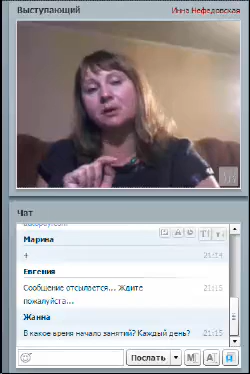 Выступающий Инна Нефедовская
Чат
Марина
+ 21:14
Евгения
Сообщение отсылается... Ждите 21:15
пожалуйста...
Жанна
В какое время начало занятий? Каждый день? 21:15
Послать